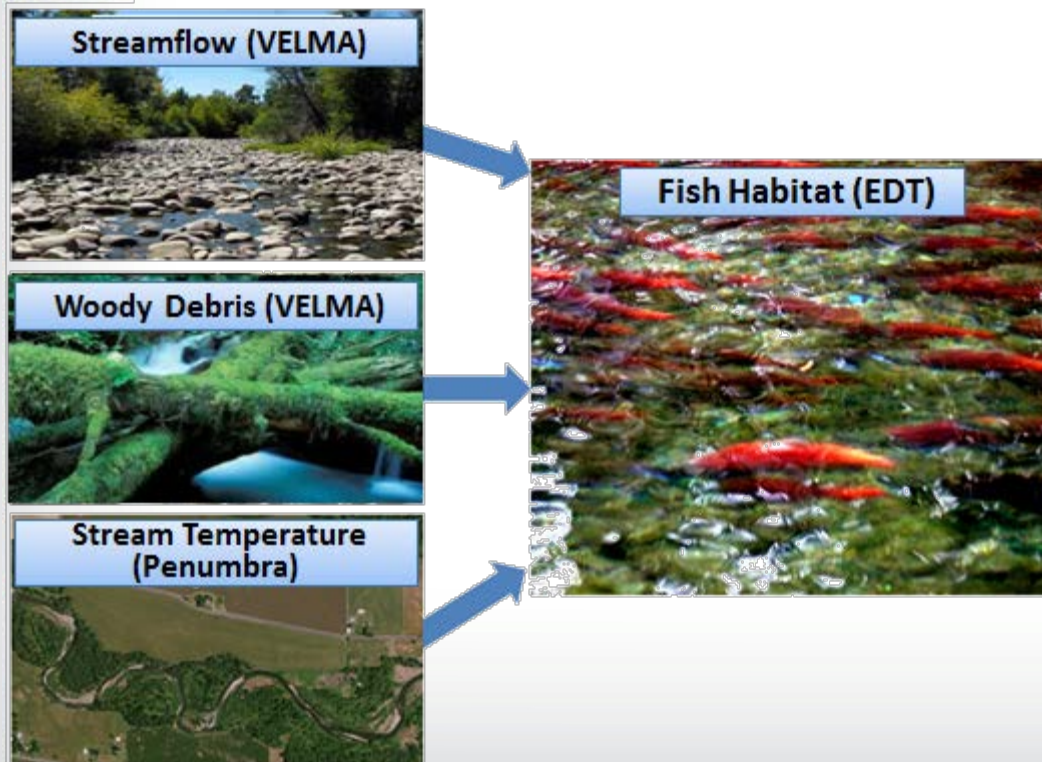 Streamflow (VELMA)
Woody Debris (VELMA)
Stream Temperature
(Penumbra)
Fish Habitat (EDT)